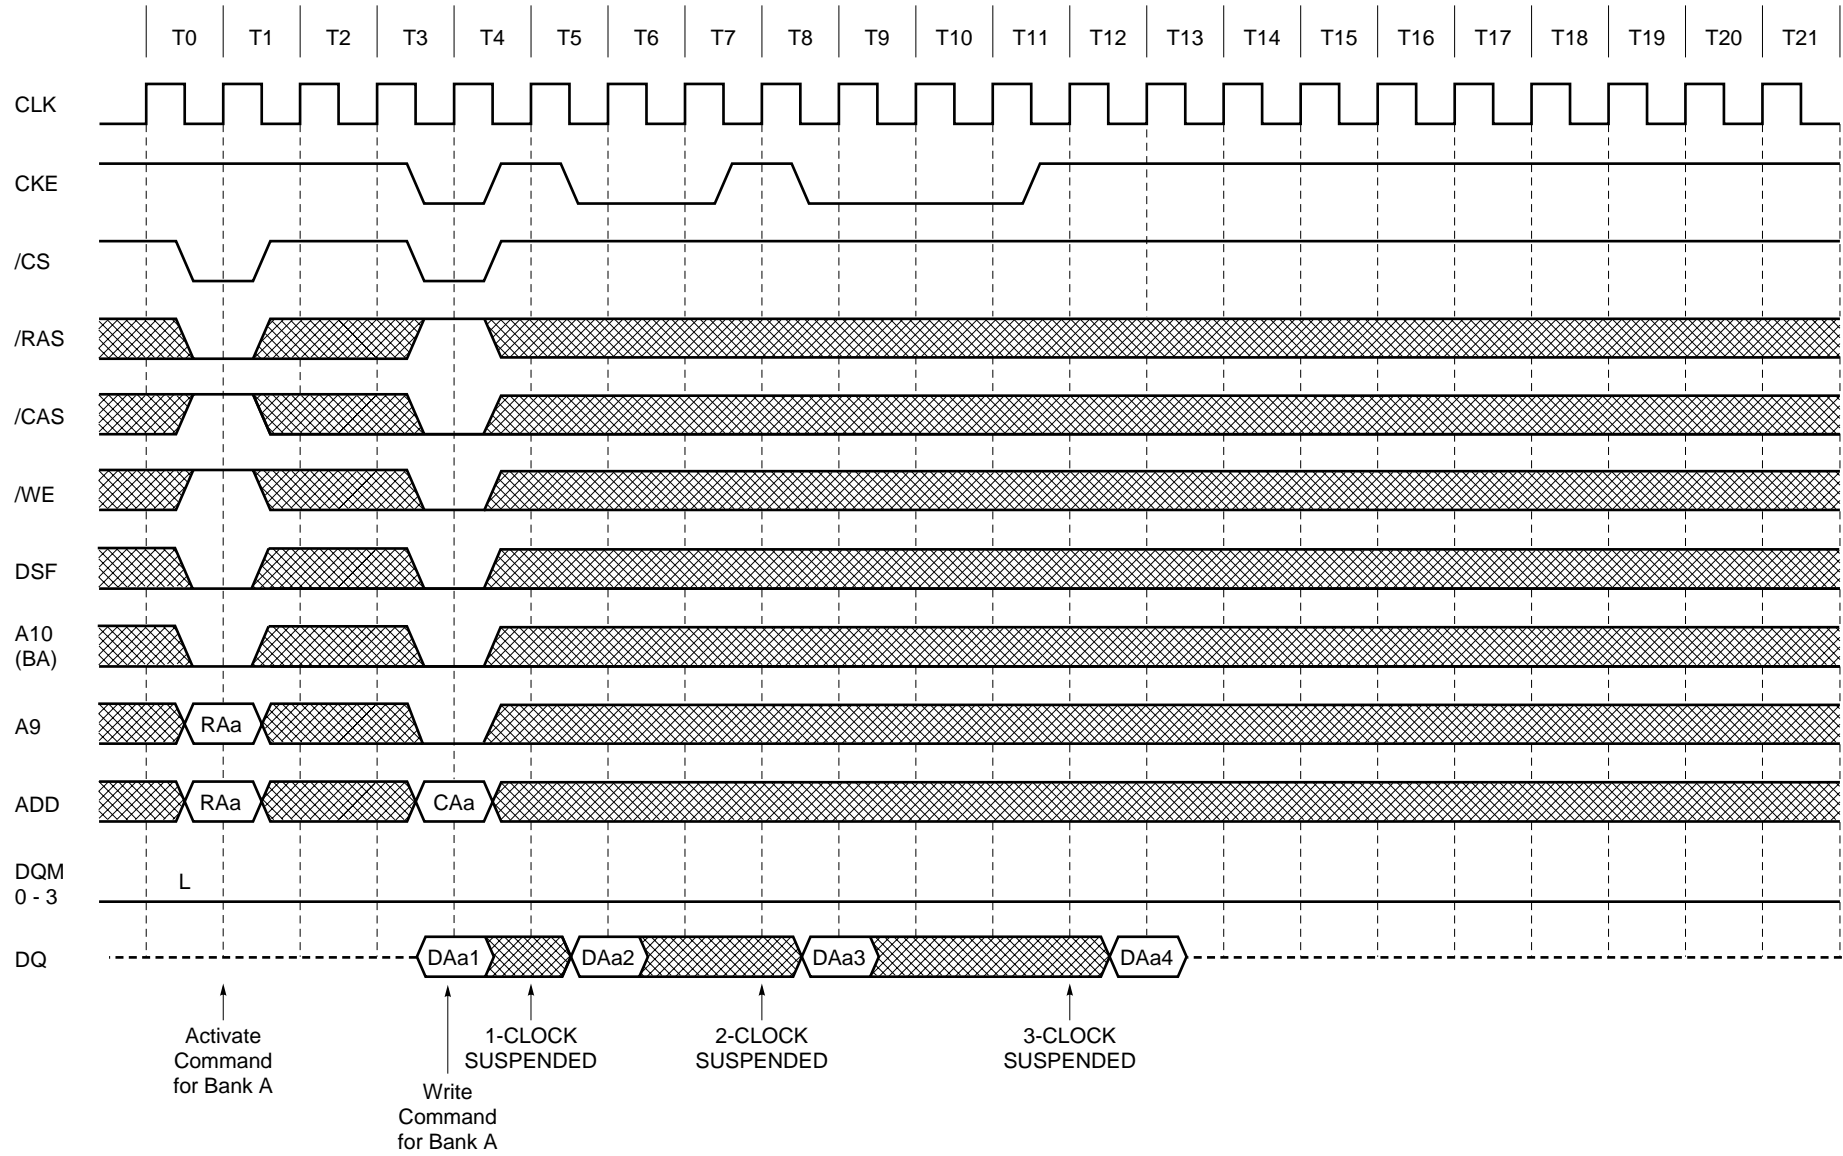 T0 T1 T2 T3 T4 T5 T6 T7 T8 T9 T10 T11 T12 T13 T14 T15 T16 T17 T18 T19 T20 T21
CLK
CKE
/CS
/RAS
/CAS
/WE
DSF
A10
(BA)
A9 RAa
ADD RAa CAa
DQM
0 - 3
L
DQ DAa1 DAa2 DAa3 DAa4
Activate
Command
for Bank A
Write
Command
for Bank A
1-CLOCK
SUSPENDED
2-CLOCK
SUSPENDED
3-CLOCK
SUSPENDED